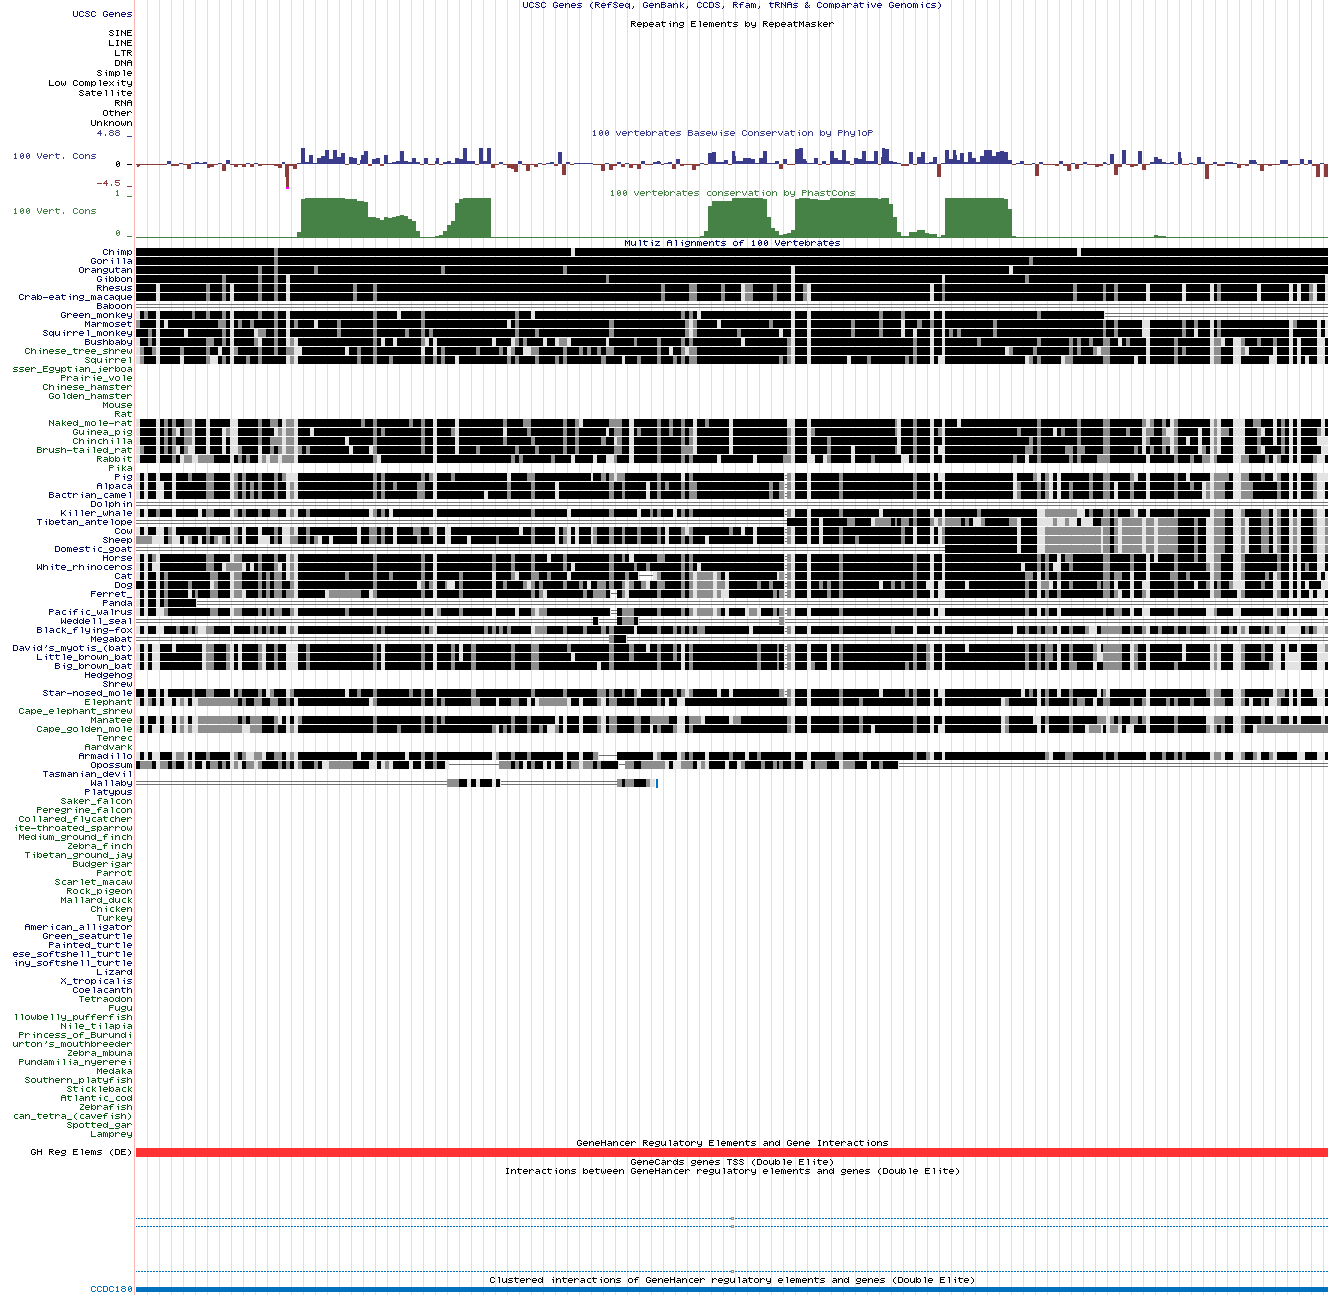 UCSC Genes (RefSeq, GenBank, CCDS, Rfam, tRNAs & Comparative Genomics)
UCSC Genes
Repeating Elements by RepeatMasker
SINE
LINE
LTR
DNA
Simple
Low Complexity
Satellite
RNA
Other
Unknown
4.88 _
100 vertebrates Basewise Conservation by PhyloP
100 Vert. Cons
0 _
-4.5 _
100 vertebrates conservation by PhastCons
1 _
100 Vert. Cons
0 _
Multiz Alignments of 100 Vertebrates
Chimp
Gorilla
Orangutan
Gibbon
Rhesus
Crab-eating_macaque
Baboon
Green_monkey
Marmoset
Squirrel_monkey
Bushbaby
Chinese_tree_shrew
Squirrel
sser_Egyptian_jerboa
Prairie_vole
Chinese_hamster
Golden_hamster
Mouse
Rat
Naked_mole-rat
Guinea_pig
Chinchilla
Brush-tailed_rat
Rabbit
Pika
Pig
Alpaca
Bactrian_camel
Dolphin
Killer_whale
Tibetan_antelope
Cow
Sheep
Domestic_goat
Horse
White_rhinoceros
Cat
Dog
Ferret_
Panda
Pacific_walrus
Weddell_seal
Black_flying-fox
Megabat
David's_myotis_(bat)
Little_brown_bat
Big_brown_bat
Hedgehog
Shrew
Star-nosed_mole
Elephant
Cape_elephant_shrew
Manatee
Cape_golden_mole
Tenrec
Aardvark
Armadillo
Opossum
Tasmanian_devil
Wallaby
Platypus
Saker_falcon
Peregrine_falcon
Collared_flycatcher
ite-throated_sparrow
Medium_ground_finch
Zebra_finch
Tibetan_ground_jay
Budgerigar
Parrot
Scarlet_macaw
Rock_pigeon
Mallard_duck
Chicken
Turkey
American_alligator
Green_seaturtle
Painted_turtle
ese_softshell_turtle
iny_softshell_turtle
Lizard
X_tropicalis
Coelacanth
Tetraodon
Fugu
llowbelly_pufferfish
Nile_tilapia
Princess_of_Burundi
urton's_mouthbreeder
Zebra_mbuna
Pundamilia_nyererei
Medaka
Southern_platyfish
Stickleback
Atlantic_cod
Zebrafish
can_tetra_(cavefish)
Spotted_gar
Lamprey
GeneHancer Regulatory Elements and Gene Interactions
GH Reg Elems (DE)
GeneCards genes TSS (Double Elite)
Interactions between GeneHancer regulatory elements and genes (Double Elite)
Clustered interactions of GeneHancer regulatory elements and genes (Double Elite)
CCDC180